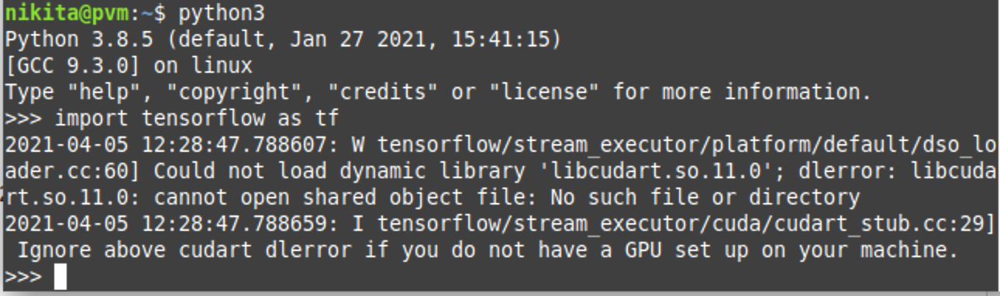 nikita@pvm:~$ python3
Python 3.8.5 (default, Jan 27 2021, 15:41:15)
[GCC 9.3.0] on linux
Type "help", "copyright", "credits" or "license" for more information.
>>> import tensorflow as tf
2021-04-05 12:28:47.788607: W tensorflow/stream_executor/platform/default/dso_lo
ader.cc:60] Could not load dynamic library 'libcudart.so.11.0'; dlerror: libcuda
rt.so.11.0: cannot open shared object file: No such file or directory
2021-04-05 12:28:47.788659: I tensorflow/stream_executor/cuda/cudart_stub.cc:29]
 Ignore above cudart dlerror if you do not have a GPU set up on your machine.
>>>